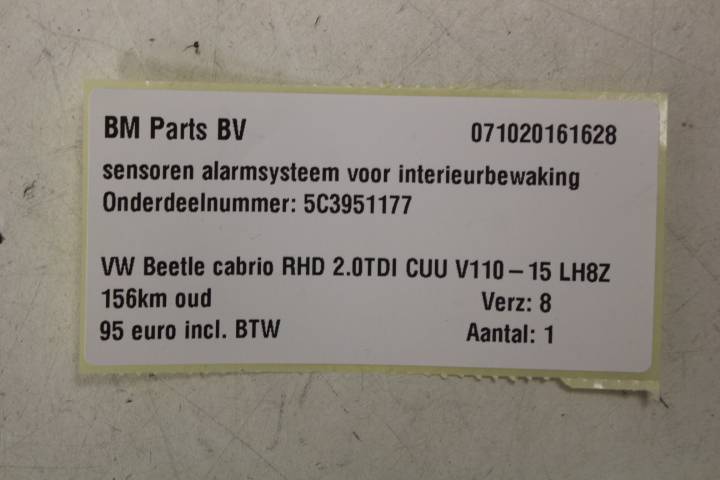 BM Parts BV 071020161628
sensoren alarmsysteem voor interieurbewaking
Onderdeelnummer: 5C3951177
VW Beetle cabrio RHD 2.0TDI CUU V110-15 LH8Z
156km oud Verz: 8
95 euro incl. BTW Aantal: 1